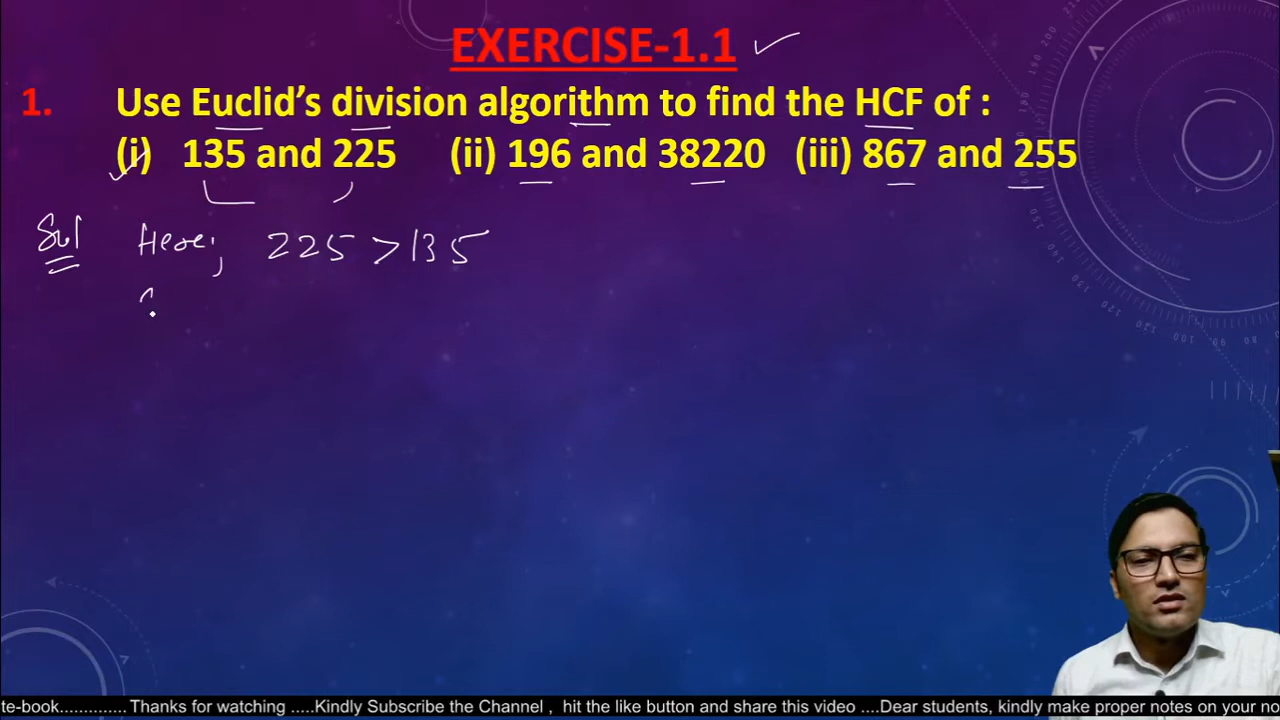 EXERCISE-1.1
1. Use Euclid's division algorithm to find the HCF of :
(i) 135 and 225 (ii) 196 and 38220 (iii) 867 and 255
Sol Here; 225 > 135
te-book.............. Thanks for watching .....Kindly Subscribe the Channel , hit the like button and share this video ....Dear students, kindly make proper notes on your no